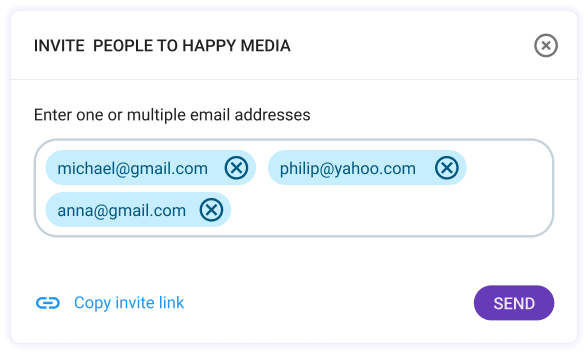 INVITE PEOPLE TO HAPPY MEDIA
Enter one or multiple email addresses
michael@gmail.com philip@yahoo.com
anna@gmail.com
Copy invite link SEND